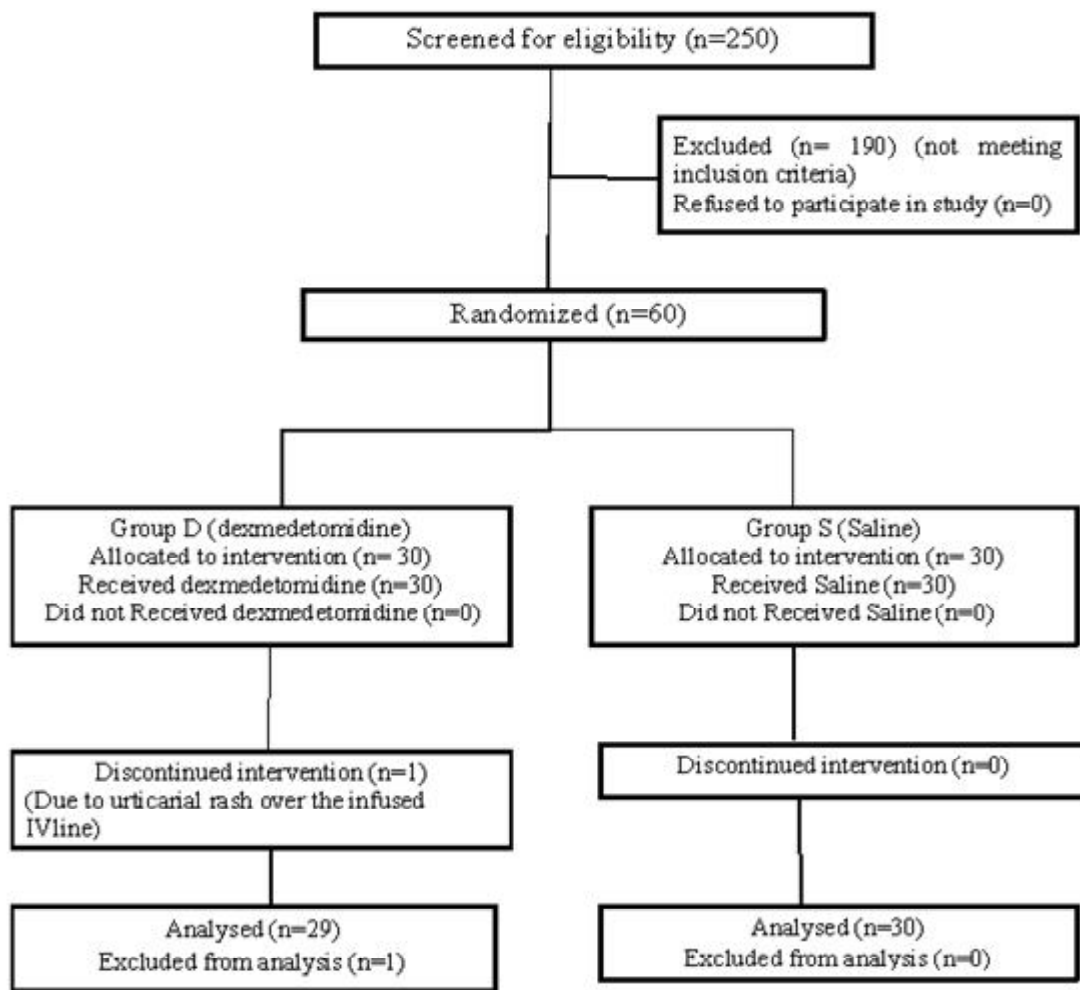 Screened for eligibility (n=250)
Excluded (n= 190) (not meeting
inclusion criteria)
Refused to participate in study (n=0)
Randomized (n=60)
Group D (dexmedetomidine)
Allocated to intervention (n= 30)
Received dexmedetomidine (n=30)
Did not Received dexmedetomidine (n=0)
Group S (Saline)
Allocated to intervention (n= 30)
Received Saline (n=30)
Did not Received Saline (n=0)
Discontinued intervention (n=1)
(Due to urticarial rash over the infused
IVline)
Discontinued intervention (n=0)
Analysed (n=29)
Excluded from analysis (n=1)
Analysed (n=30)
Excluded from analysis (n=0)